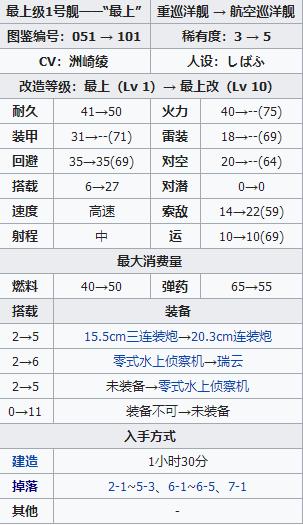 最上级1号舰——“最上” 重巡洋舰 → 航空巡洋舰
图鉴编号：051 → 101 稀有度：3 → 5
CV：洲崎绫 人设：しばふ
改造等级：最上（Lv 1）→最上改（Lv 10）
耐久 41→50 火力 40→--(75)
装甲 31→--(71) 雷装 18→--(69)
回避 35→35(69) 对空 20→--(64)
搭载 6→27 对潜 0→0
速度 高速 索敌 14→22(59)
射程 中 运 10→10(69)
最大消费量
燃料 40→50 弹药 65→55
搭载 装备
2→5 15.5cm三连装炮→20.3cm连装炮
2→6 零式水上侦察机→瑞云
2→5 未装备→零式水上侦察机
0→11 装备不可→未装备
入手方式
建造 1小时30分
掉落 2-1~5-3、6-1~6-5、7-1
其他 -